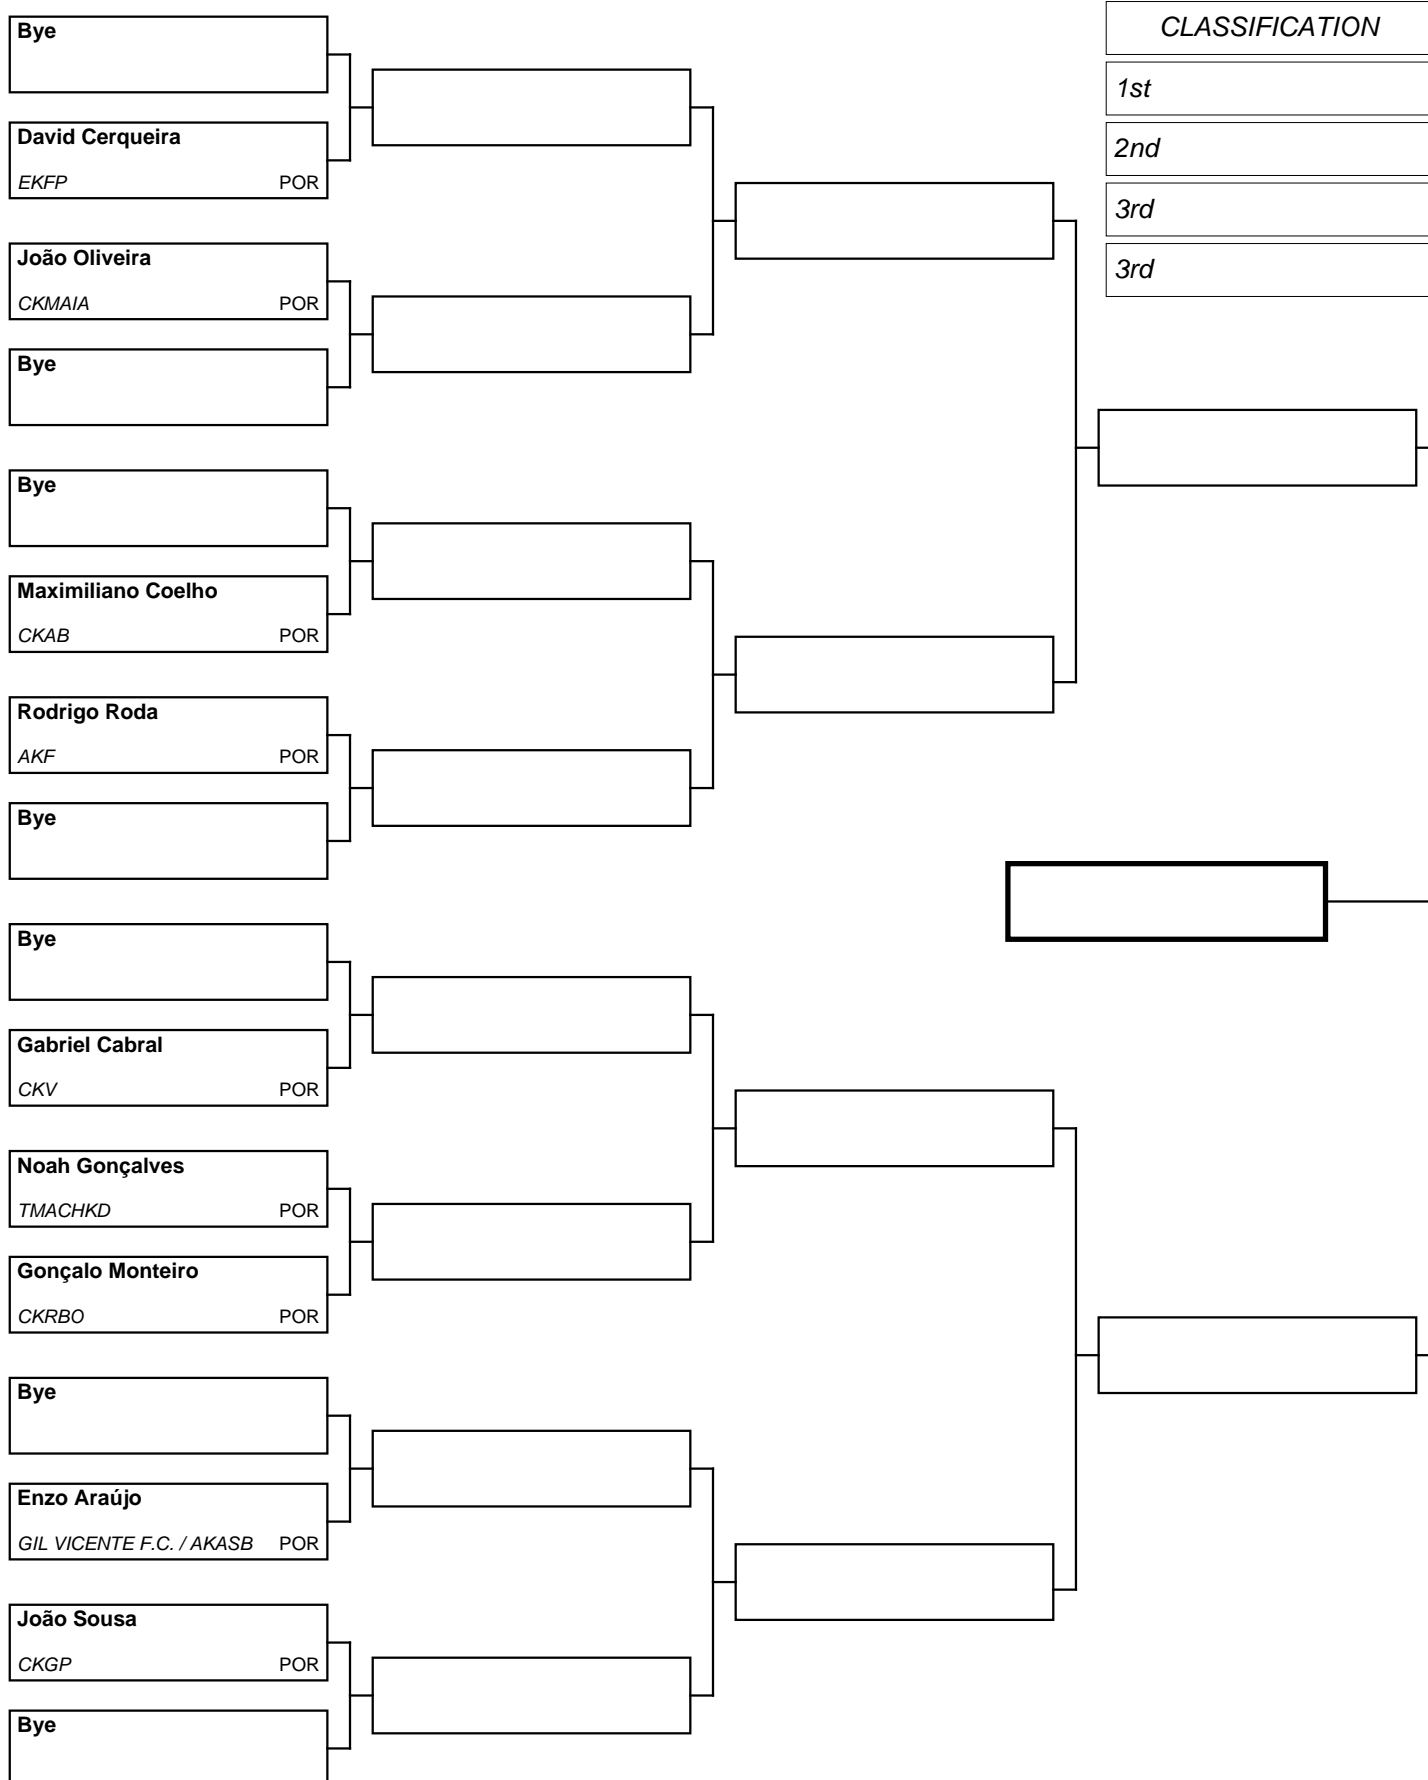 Bye
David Cerqueira
EKFP POR
João Oliveira
CKMAIA POR
Bye
Bye
Maximiliano Coelho
CKAB POR
Rodrigo Roda
AKF POR
Bye
Bye
Gabriel Cabral
CKV POR
Noah Gonçalves
TMACHKD POR
Gonçalo Monteiro
CKRBO POR
Bye
Enzo Araújo
GIL VICENTE F.C. / AKASB POR
João Sousa
CKGP POR
Bye
CLASSIFICATION
1st
2nd
3rd
3rd